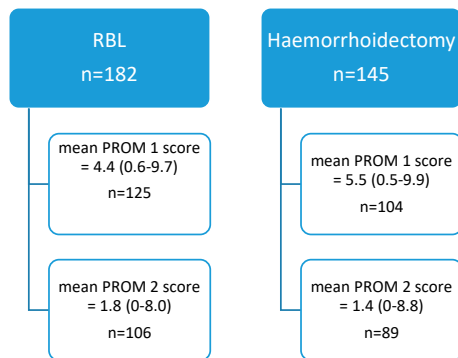 RBL
n=182
mean PROM 1 score
= 4.4 (0.6-9.7)
n=125
mean PROM 2 score
= 1.8 (0-8.0)
n=106
Haemorrhoidectomy
n=145
mean PROM 1 score
= 5.5 (0.5-9.9)
n=104
mean PROM 2 score
= 1.4 (0-8.8)
n=89